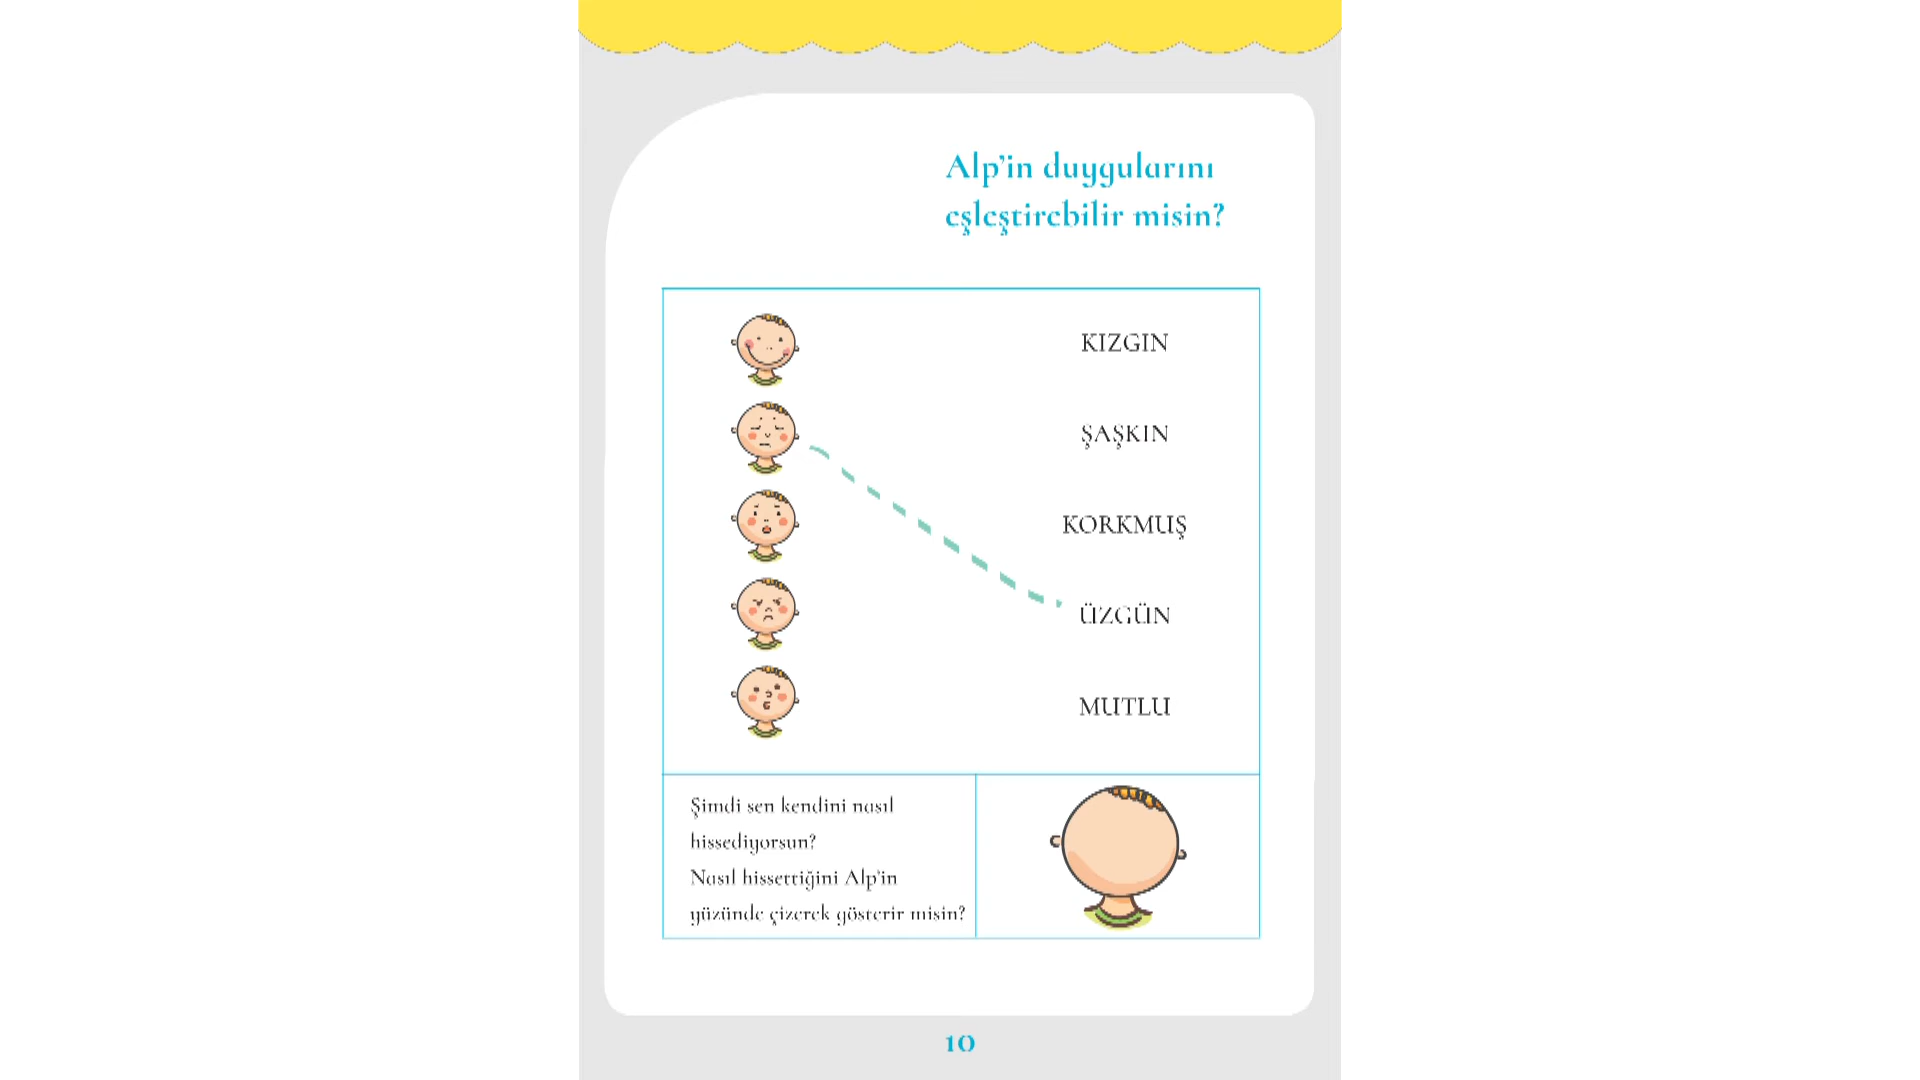 Alp'in duygularını
eşleştirebilir misin?
KIZGIN
ŞAŞKIN
KORKMUŞ
ÜZGÜN
MUTLU
Şimdi sen kendini nasıl
hissediyorsun?
Nasıl hissettiğini Alp'in
yüzünde çizerek gösterir misin?
10